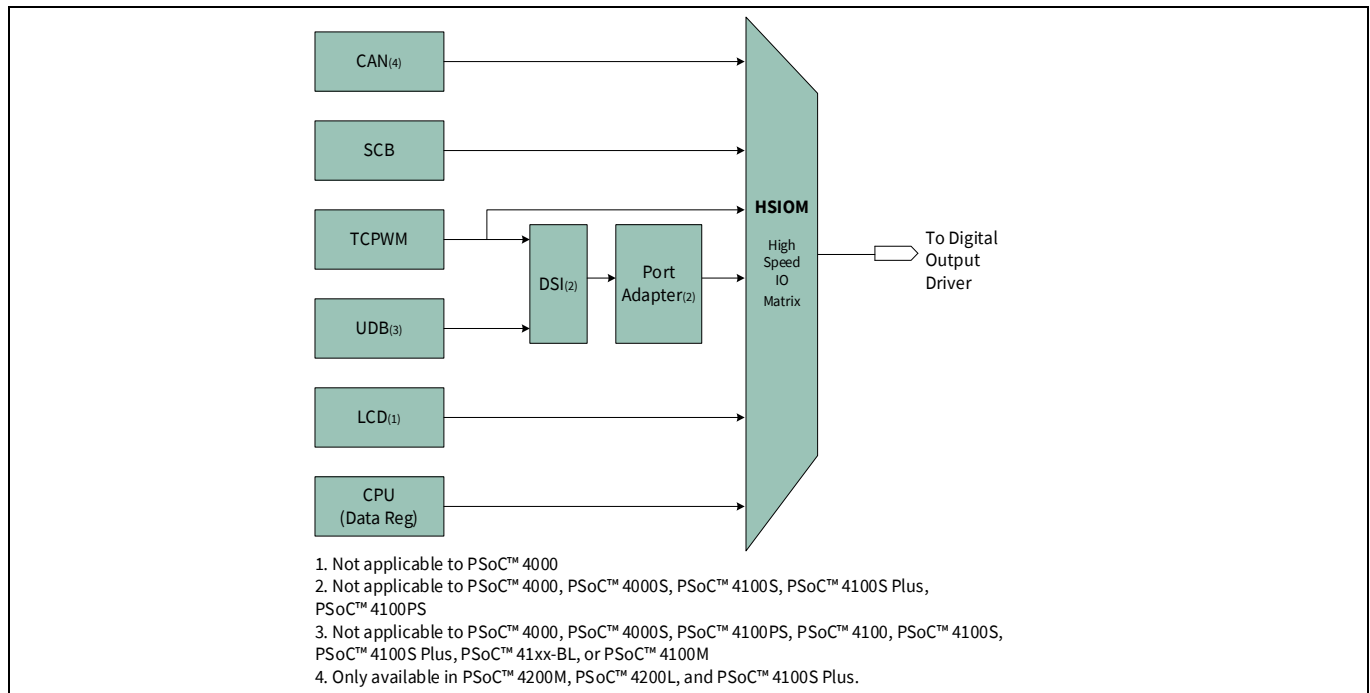 CAN(4)
SCB
TCPWM
UDB(3)
LCD(1)
CPU
(Data Reg)
DSI(2)
Port
Adapter(2)
HSIOM
High
Speed
IO
Matrix
To Digital
Output
Driver
1. Not applicable to PSoC™ 4000
2. Not applicable to PSoC™ 4000, PSoC™ 4000S, PSoC™ 4100S, PSoC™ 4100S Plus,
PSoC™ 4100PS
3. Not applicable to PSoC™ 4000, PSoC™ 4000S, PSoC™ 4100PS, PSoC™ 4100, PSoC™ 4100S,
PSoC™ 4100S Plus, PSoC™ 41xx-BL, or PSoC™ 4100M
4. Only available in PSoC™ 4200M, PSoC™ 4200L, and PSoC™ 4100S Plus.